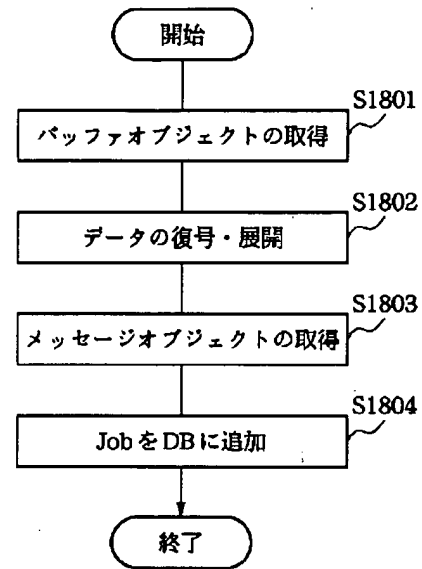 開始
S1801
バッファオブジェクトの取得
S1802
データの復号・展開
S1803
メッセージオブジェクトの取得
S1804
JobをDBに追加
終了